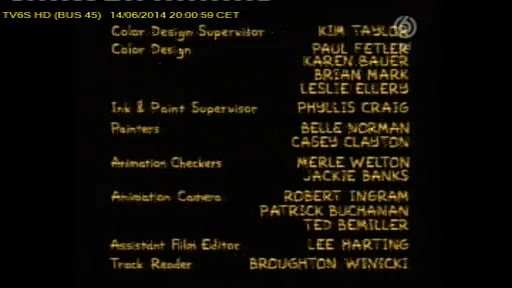 TV6S HD (BUS 45) 14/06/2014 20:00:59 CET
6
Color Design Supervisor KIM TAYLOR
Color Design PAUL FETLER
KAREN BAUER
BRIAN MARK
LESLIE ELLERY
Ink & Paint Supervisor PHYLLIS CRAIG
Painters BELLE NORMAN
CASEY CLAYTON
Animation Checkers MERLE WELTON
JACKIE BANKS
Animation Camera ROBERT INGRAM
PATRICK BUCHANAN
TED BEMILLER
Assistant Film Editor LEE HARTING
Track Reader BROUGHTON WINICKI